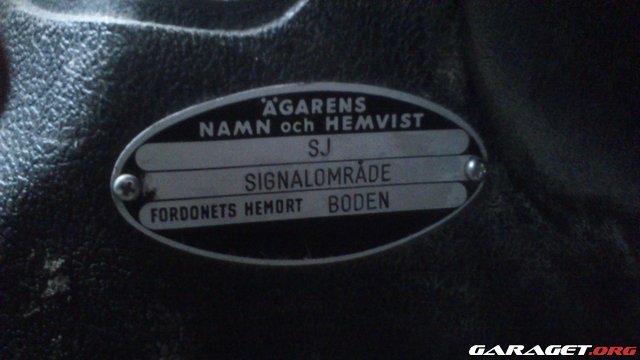 ÄGARENS
NAMN och HEMVIST
SJ
SIGNALOMRÅDE
FORDONETS HEMORT BODEN
GARAGET.ORG